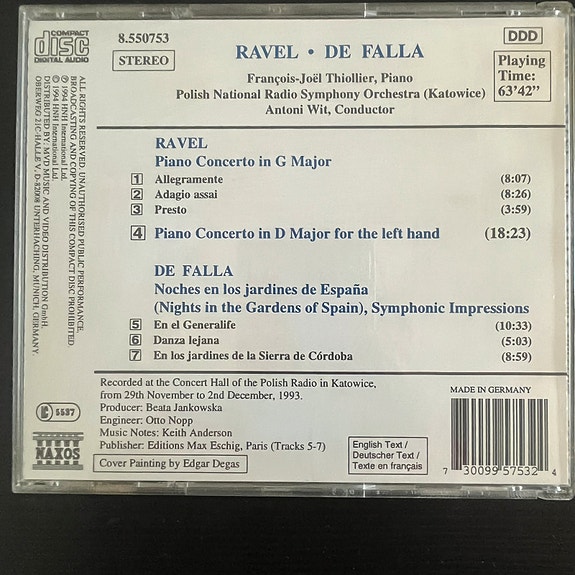 COMPACT
disc
DIGITAL AUDIO
8.550753
STEREO
RAVEL • DE FALLA
DDD
Playing
Time:
63'42"
François-Joël Thiollier, Piano
Polish National Radio Symphony Orchestra (Katowice)
Antoni Wit, Conductor
RAVEL
Piano Concerto in G Major
1 Allegramente (8:07)
2 Adagio assai (8:26)
3 Presto (3:59)
4 Piano Concerto in D Major for the left hand (18:23)
DE FALLA
Noches en los jardines de España
(Nights in the Gardens of Spain), Symphonic Impressions
5 En el Generalife (10:33)
6 Danza lejana (5:03)
7 En los jardines de la Sierra de Córdoba (8:59)
Recorded at the Concert Hall of the Polish Radio in Katowice,
from 29th November to 2nd December, 1993.
Producer: Beata Jankowska
Engineer: Otto Nopp
Music Notes: Keith Anderson
Publisher: Editions Max Eschig, Paris (Tracks 5-7)
Cover Painting by Edgar Degas
English Text /
Deutscher Text /
Texte en français
MADE IN GERMANY
7 30099 57532 4
ALL RIGHTS RESERVED. UNAUTHORISED PUBLIC PERFORMANCE,
BROADCASTING AND COPYING OF THIS COMPACT DISC PROHIBITED.
℗ 1994 HNH International Ltd.
© 1994 HNH International Ltd.
DISTRIBUTED BY: MVD MUSIC AND VIDEO DISTRIBUTION GmbH,
OBERWEG 21C-HALLE V, D-82008 UNTERHACHING, MUNICH, GERMANY.
LC 5537
NAXOS